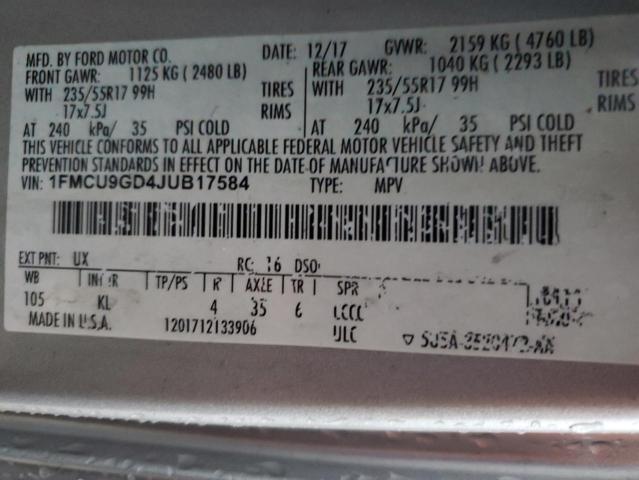 MFD. BY FORD MOTOR CO. DATE: 12/17 GVWR: 2159 KG ( 4760 LB)
FRONT GAWR: 1125 KG ( 2480 LB) REAR GAWR: 1040 KG ( 2293 LB)
WITH 235/55R17 99H TIRES WITH 235/55R17 99H TIRES
17x7.5J RIMS 17x7.5J RIMS
AT 240 kPa/ 35 PSI COLD AT 240 kPa/ 35 PSI COLD
THIS VEHICLE CONFORMS TO ALL APPLICABLE FEDERAL MOTOR VEHICLE SAFETY AND THEFT
PREVENTION STANDARDS IN EFFECT ON THE DATE OF MANUFACTURE SHOWN ABOVE.
VIN: 1FMCU9GD4JUB17584 TYPE: MPV
EXT PNT: UX RC: 16 DSO:
WB INT TR TP/PS R AXLE TR SPR
105 KL 4 35 6
MADE IN U.S.A. 1201712133906 ULC